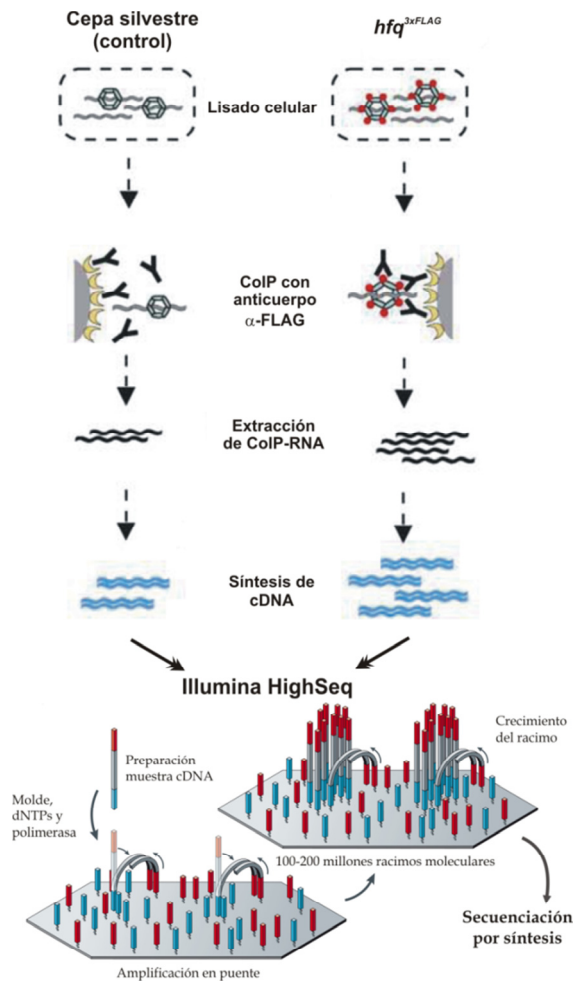 Cepa silvestre
(control)
hfq3xFLAG
Lisado celular
CoIP con
anticuerpo
α-FLAG
Extracción
de CoIP-RNA
Síntesis de
cDNA
Illumina HighSeq
Preparación
muestra cDNA
Molde,
dNTPs y
polimerasa
Crecimiento
del racimo
100-200 millones racimos moleculares
Amplificación en puente
Secuenciación
por síntesis